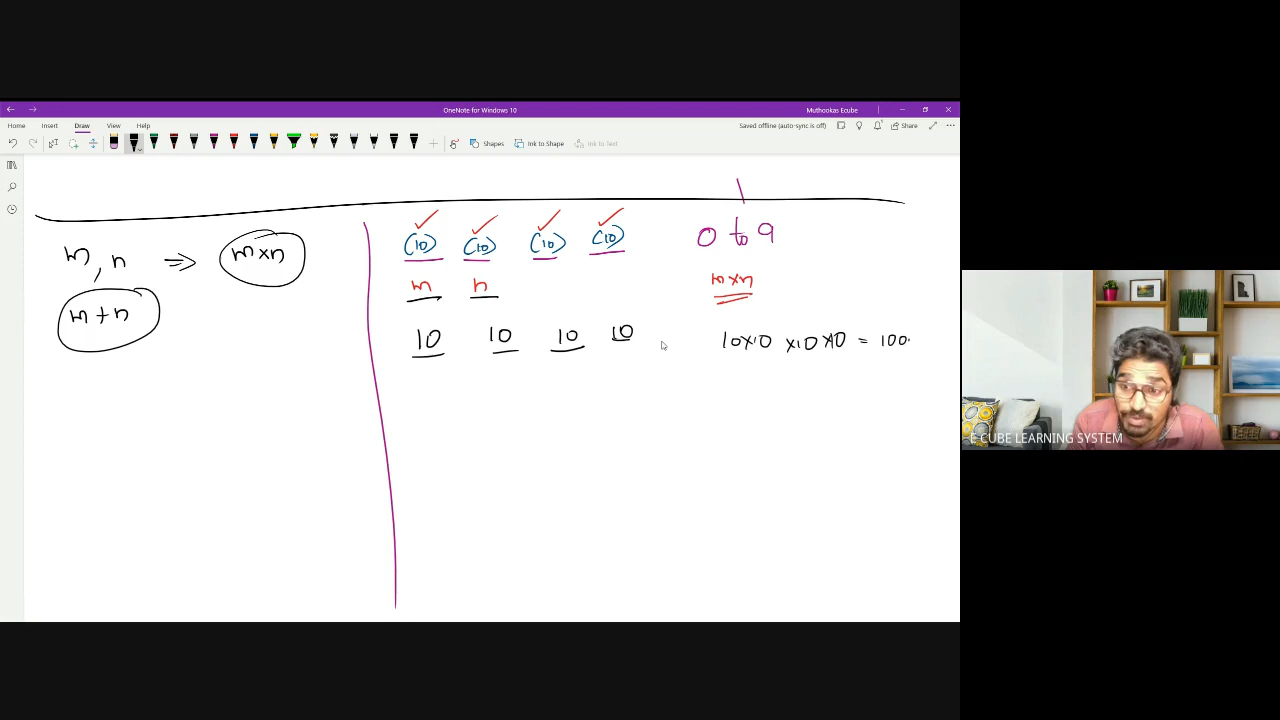 OneNote for Windows 10
Muthookas Ecube
Home Insert Draw View Help
Saved offline (auto-sync is off)
Share
Shapes
Ink to Shape
Ink to Text
m, n ⇒ m×n
m + n
(10) (10) (10) (10) 0 to 9
m n m×n
10 10 10 10 10×10 ×10×10 = 100.
E CUBE LEARNING SYSTEM